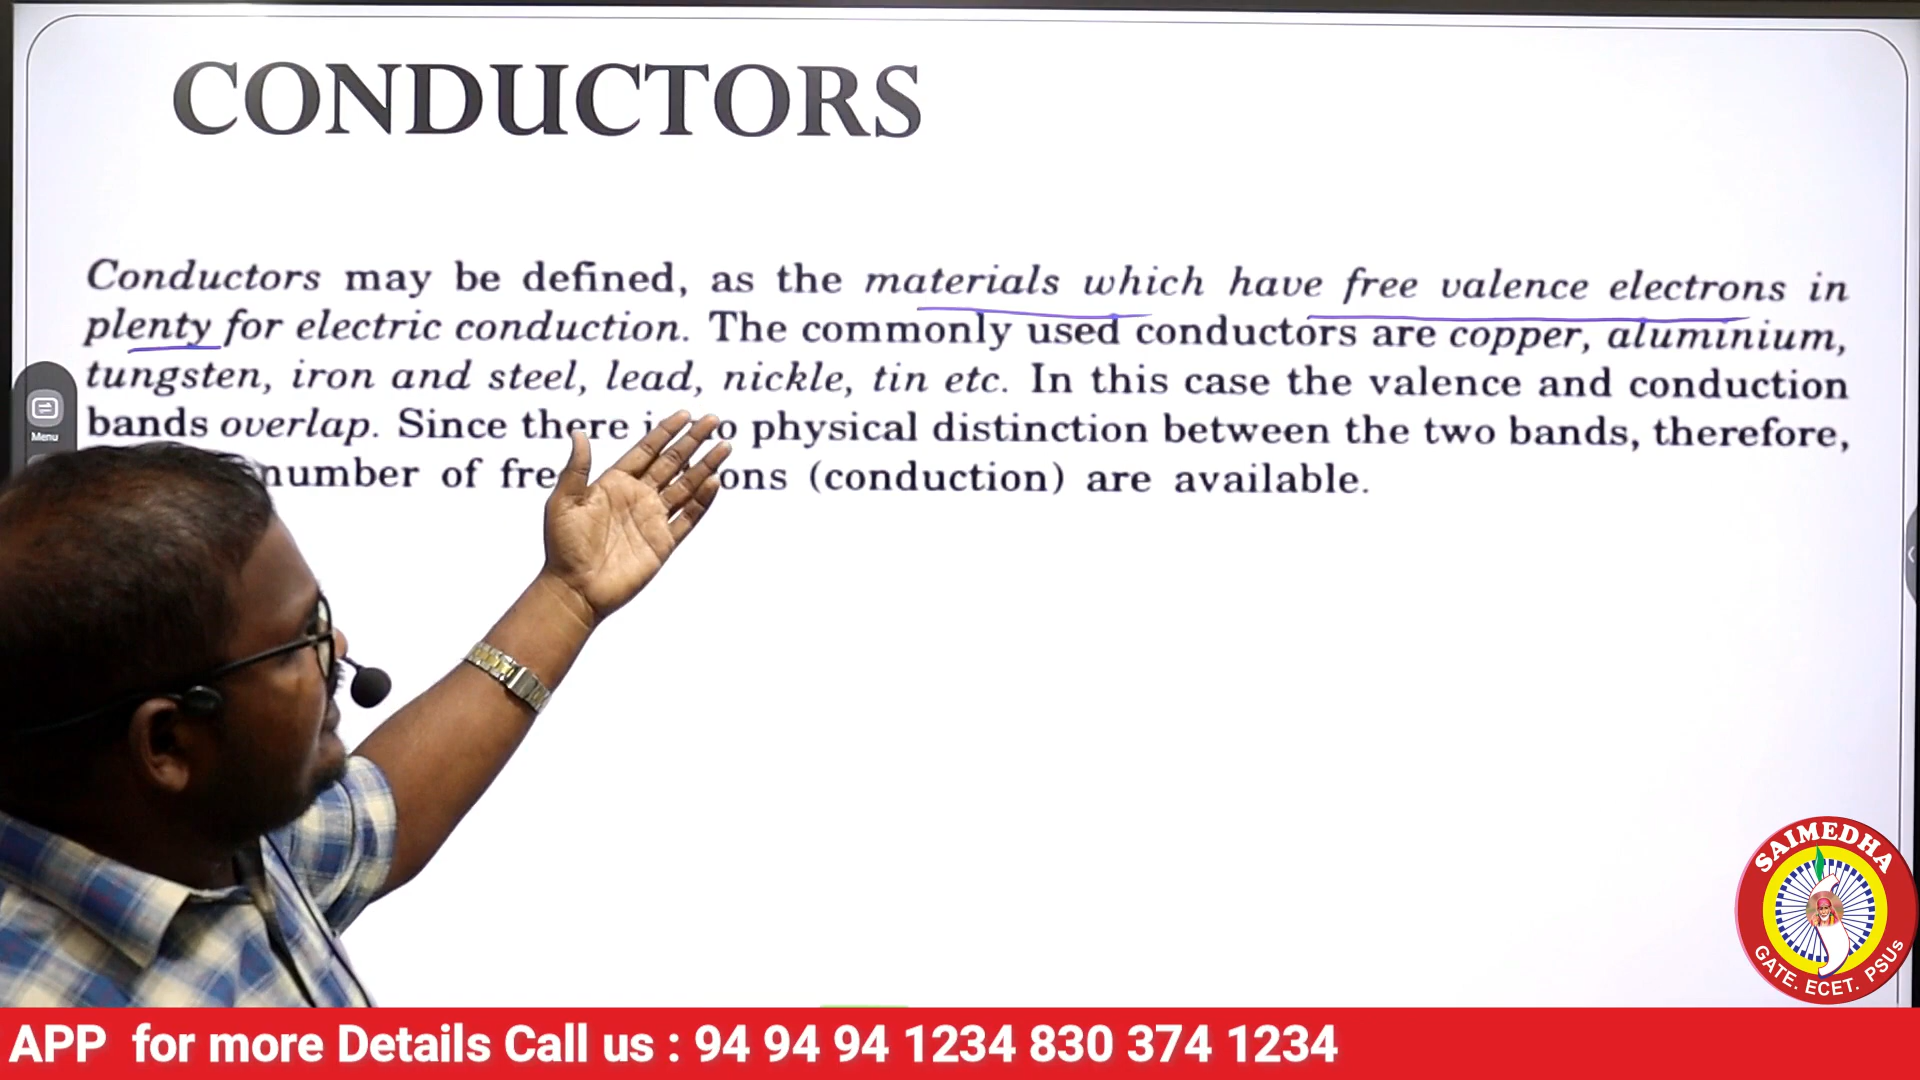 CONDUCTORS
Conductors may be defined, as the materials which have free valence electrons in
plenty for electric conduction. The commonly used conductors are copper, aluminium,
tungsten, iron and steel, lead, nickle, tin etc. In this case the valence and conduction
bands overlap. Since there physical distinction between the two bands, therefore,
number of (conduction) are available.
Menu
SAIMEDHA
GATE. ECET. PSUs
APP for more Details Call us : 94 94 94 1234 830 374 1234